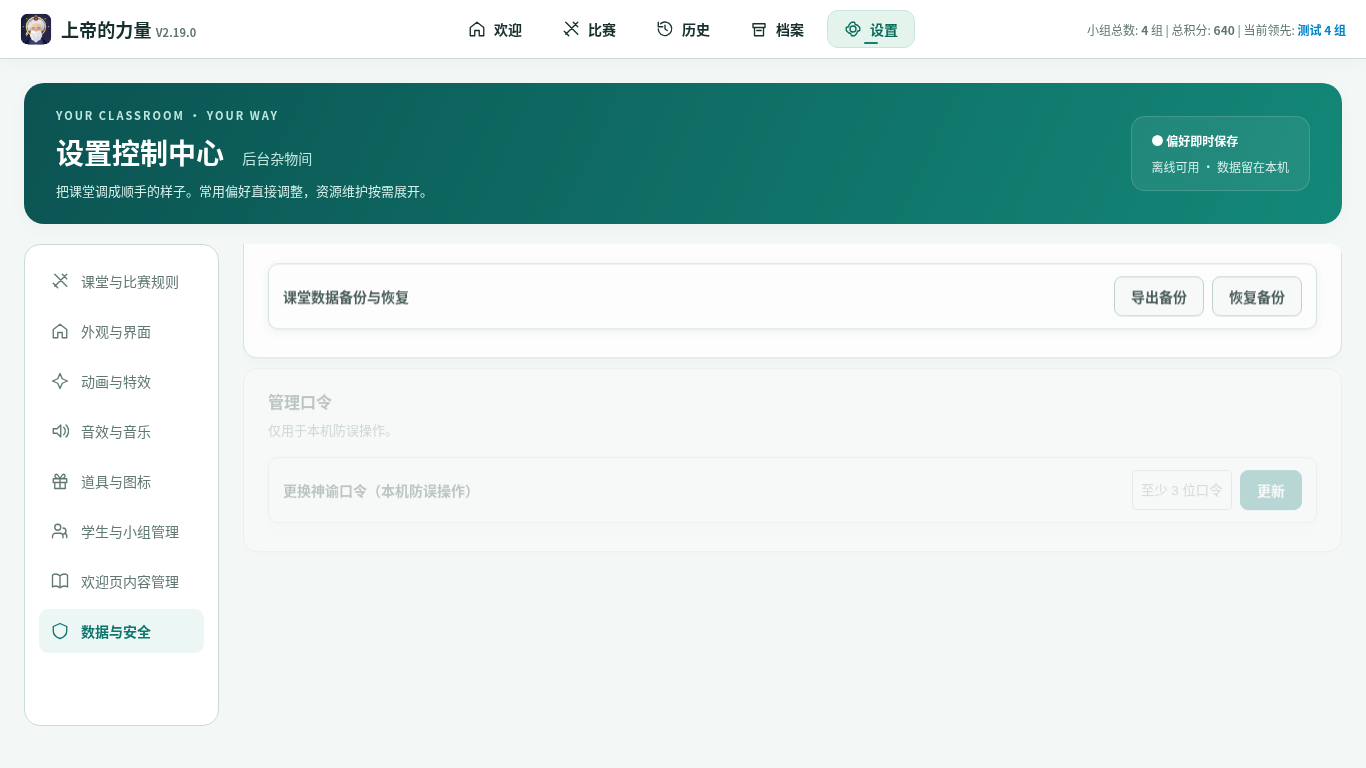 上帝的力量 V2.19.0
欢迎
比赛
历史
档案
设置
小组总数: 4 组 | 总积分: 640 | 当前领先: 测试 4 组
YOUR CLASSROOM • YOUR WAY
设置控制中心 后台杂物间
把课堂调成顺手的样子。常用偏好直接调整，资源维护按需展开。
偏好即时保存
离线可用 • 数据留在本机
课堂与比赛规则
外观与界面
动画与特效
音效与音乐
道具与图标
学生与小组管理
欢迎页内容管理
数据与安全
课堂数据备份与恢复
导出备份
恢复备份
管理口令
仅用于本机防误操作。
更换神谕口令（本机防误操作）
至少 3 位口令
更新